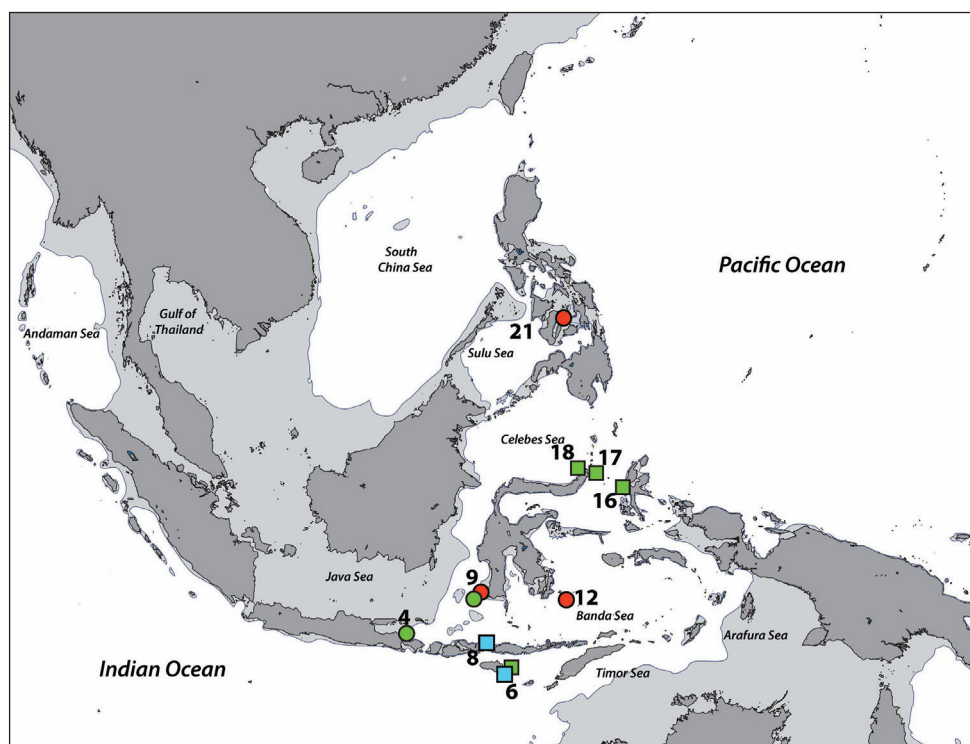 South
China Sea
Pacific Ocean
Gulf of
Thailand
Andaman Sea
21
Sulu Sea
Celebes Sea
18
17
16
Java Sea
9
12
Banda Sea
4
Arafura Sea
8
Indian Ocean
Timor Sea
6